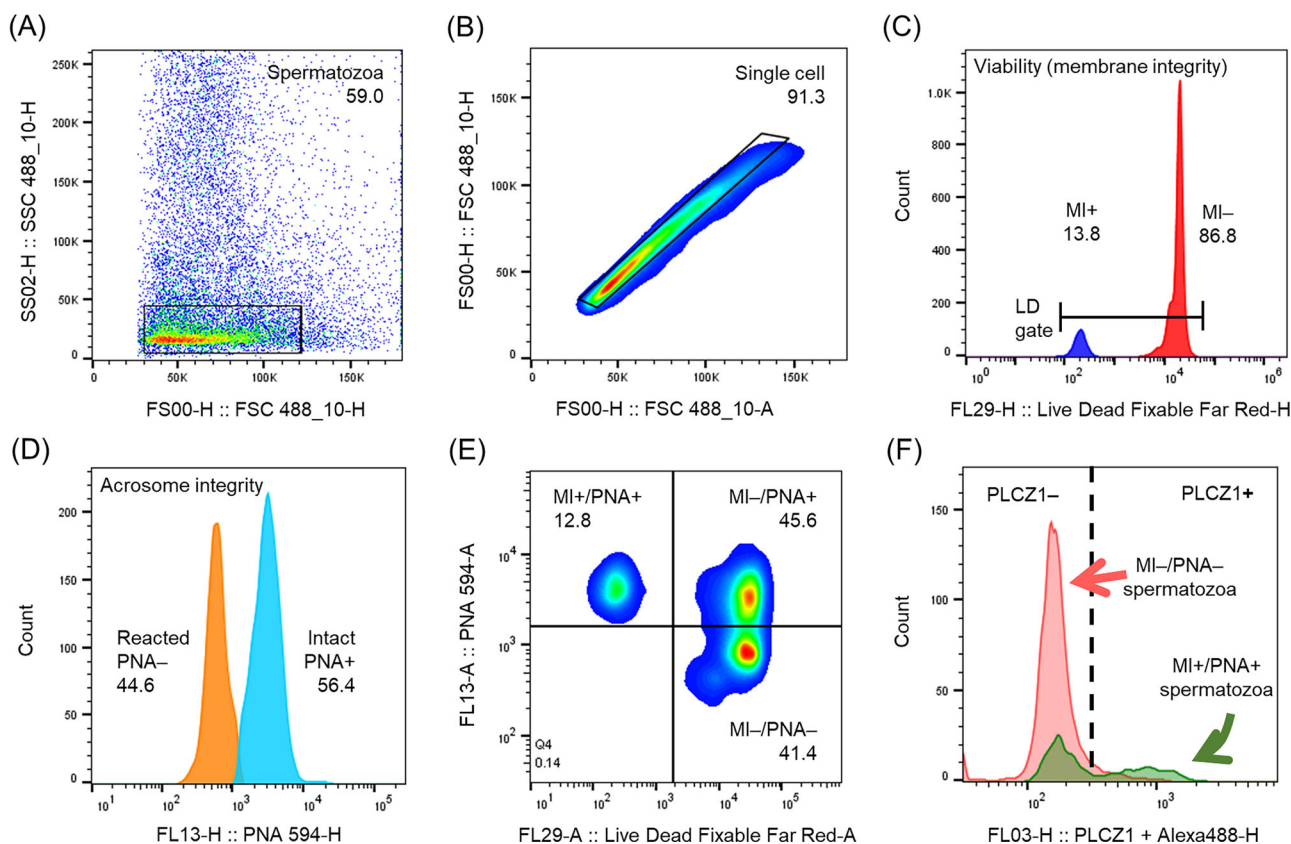 (A)
Spermatozoa
59.0
250K
200K
150K
100K
50K
0
0
50K
100K
150K
SS02-H :: SSC 488_10-H
FS00-H :: FSC 488_10-H
(B)
Single cell
91.3
200K
150K
100K
50K
0
0
50K
100K
150K
FS00-H :: FSC 488_10-H
FS00-H :: FSC 488_10-A
(C)
Viability (membrane integrity)
1.0K
800
600
400
200
0
MI+
13.8
MI–
86.8
LD
gate
Count
10^0
10^2
10^4
10^6
FL29-H :: Live Dead Fixable Far Red-H
(D)
Acrosome integrity
200
150
100
50
0
Reacted
PNA–
44.6
Intact
PNA+
56.4
Count
10^1
10^2
10^3
10^4
10^5
FL13-H :: PNA 594-H
(E)
MI+/PNA+
12.8
MI–/PNA+
45.6
10^4
10^3
10^2
MI–/PNA–
41.4
Q4
0.14
FL13-A :: PNA 594-A
10^1
10^2
10^3
10^4
10^5
FL29-A :: Live Dead Fixable Far Red-A
(F)
PLCZ1–
PLCZ1+
150
100
50
0
MI–/PNA–
spermatozoa
MI+/PNA+
spermatozoa
Count
10^2
10^3
FL03-H :: PLCZ1 + Alexa488-H